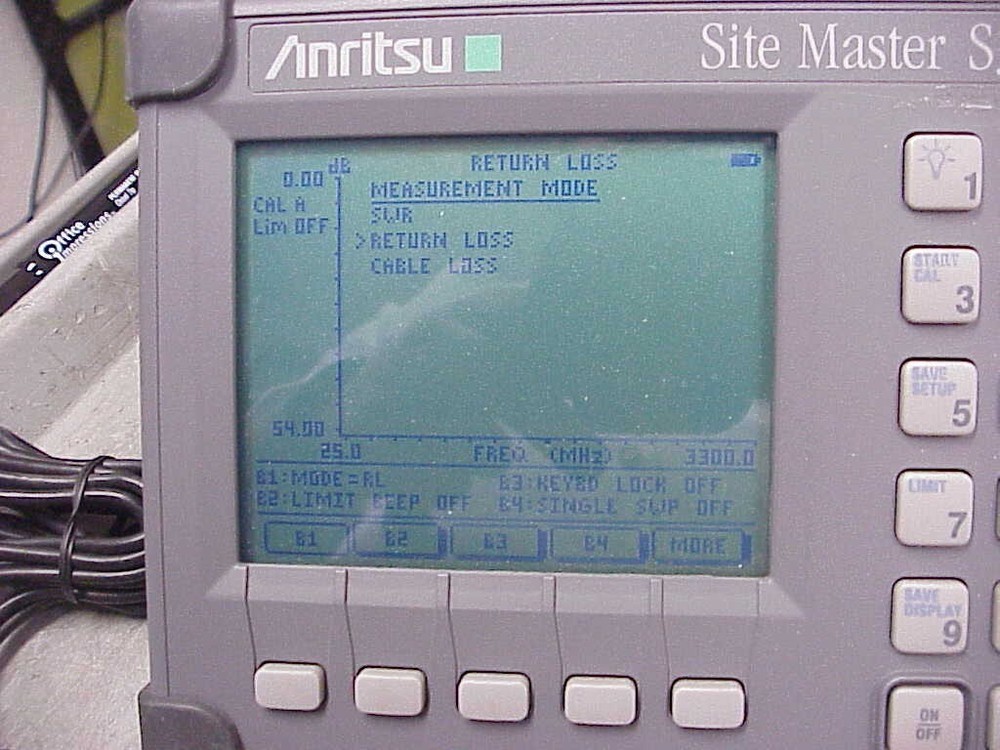 Anritsu
Site Master S
dB RETURN LOSS
0.00
MEASUREMENT MODE
CAL A
SWR
Lim OFF
>RETURN LOSS
CABLE LOSS
54.00
25.0 FREQ (MHz) 3300.0
B1:MODE=RL B3:KEYBD LOCK OFF
B2:LIMIT BEEP OFF B4:SINGLE SWP OFF
B1 B2 B3 B4 MORE
1
START
CAL
3
SAVE
SETUP
5
LIMIT
7
SAVE
DISPLAY
9
ON
OFF
Office
Impressions